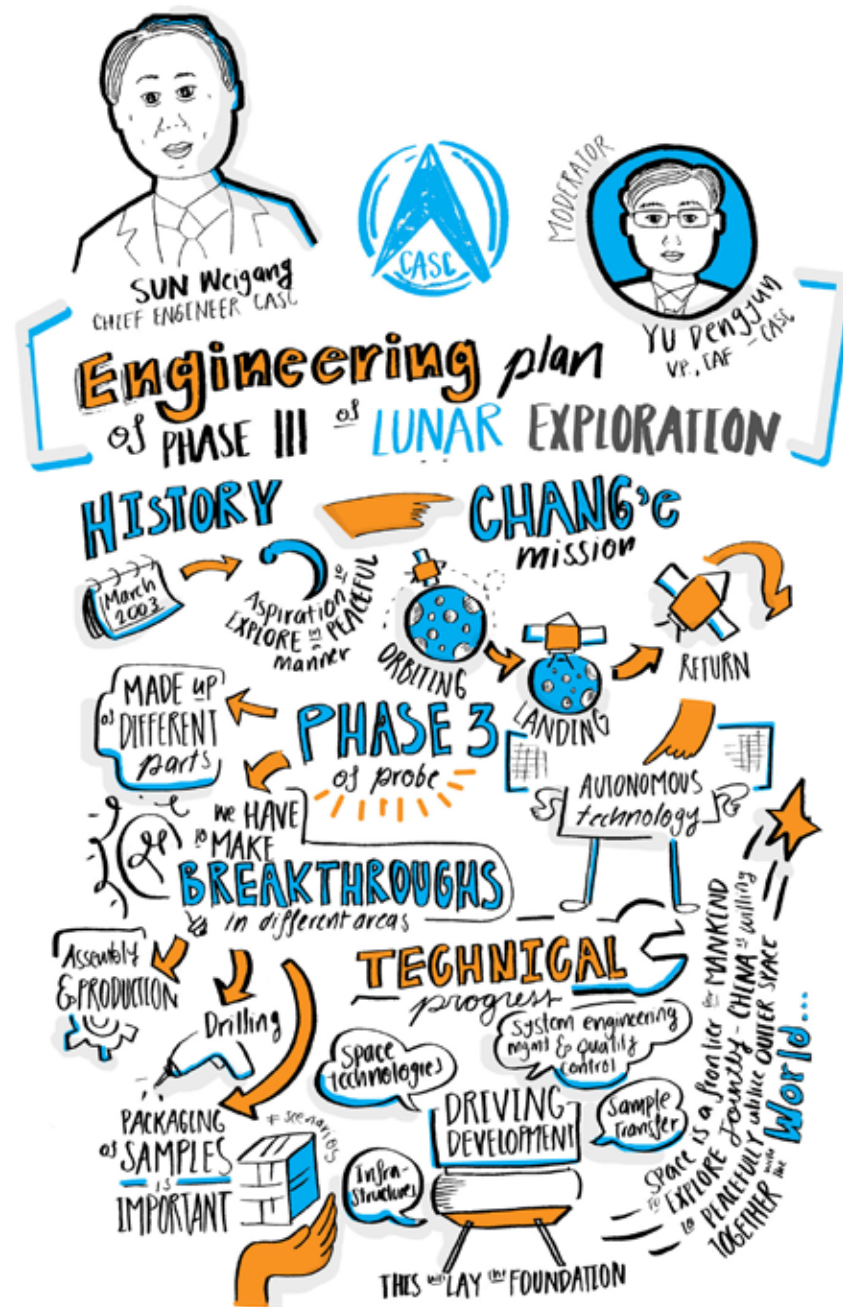 SUN Weigang
CHIEF ENGINEER CASC
CASC
MODERATOR
YU Dengjun
VP., CAF - CASC
Engineering plan
of PHASE III of LUNAR EXPLORATION
HISTORY
March
2003
Aspiration to
EXPLORE in a PEACEFUL
manner
CHANG'e
mission
ORBITING
LANDING
RETURN
PHASE 3
of probe
MADE up
of DIFFERENT
parts
AUTONOMOUS
technology
we HAVE
to MAKE
BREAKTHROUGHS
in different areas
Assembly
& PRODUCTION
Drilling
PACKAGING
of SAMPLES
is
IMPORTANT
# scenarios
TECHNICAL
progress
Space
technologies
System engineering
mgmt & quality
control
DRIVING
DEVELOPMENT
Sample
Transfer
Infra-
structures
THIS will LAY the FOUNDATION
Space is a frontier for MANKIND
to EXPLORE Jointly - CHINA is willing
to PEACEFULLY utilice OUTER SPACE
TOGETHER with the World...